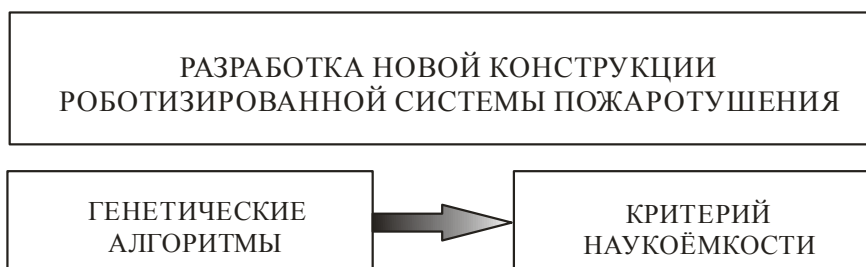 РАЗРАБОТКА НОВОЙ КОНСТРУКЦИИ
РОБОТИЗИРОВАННОЙ СИСТЕМЫ ПОЖАРОТУШЕНИЯ
ГЕНЕТИЧЕСКИЕ
АЛГОРИТМЫ
КРИТЕРИЙ
НАУКОЁМКОСТИ